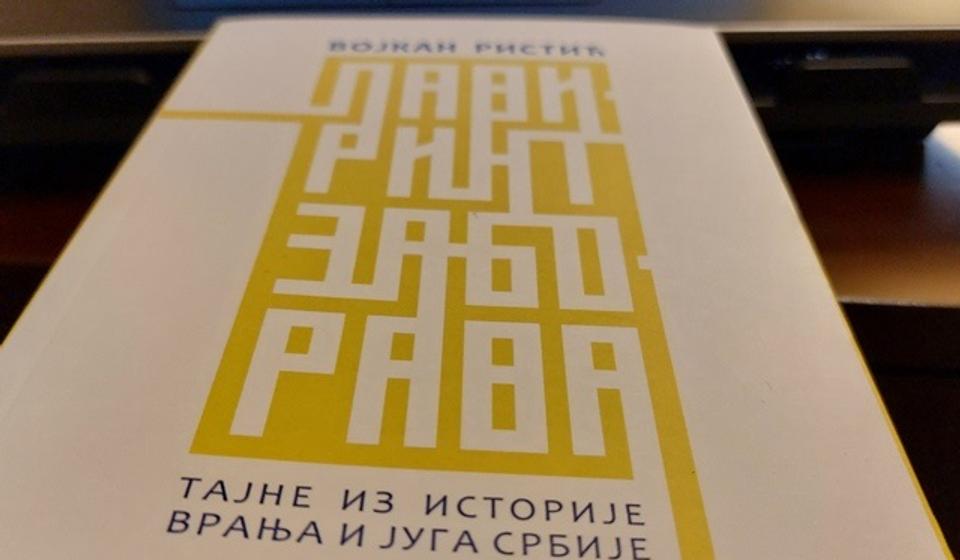 ВОЈКАН РИСТИЋ
ЛАВИ
РИНТ
ЗАБО
РАВА
ТАЈНЕ ИЗ ИСТОРИЈЕ
ВРАЊА И ЈУГА СРБИЈЕ